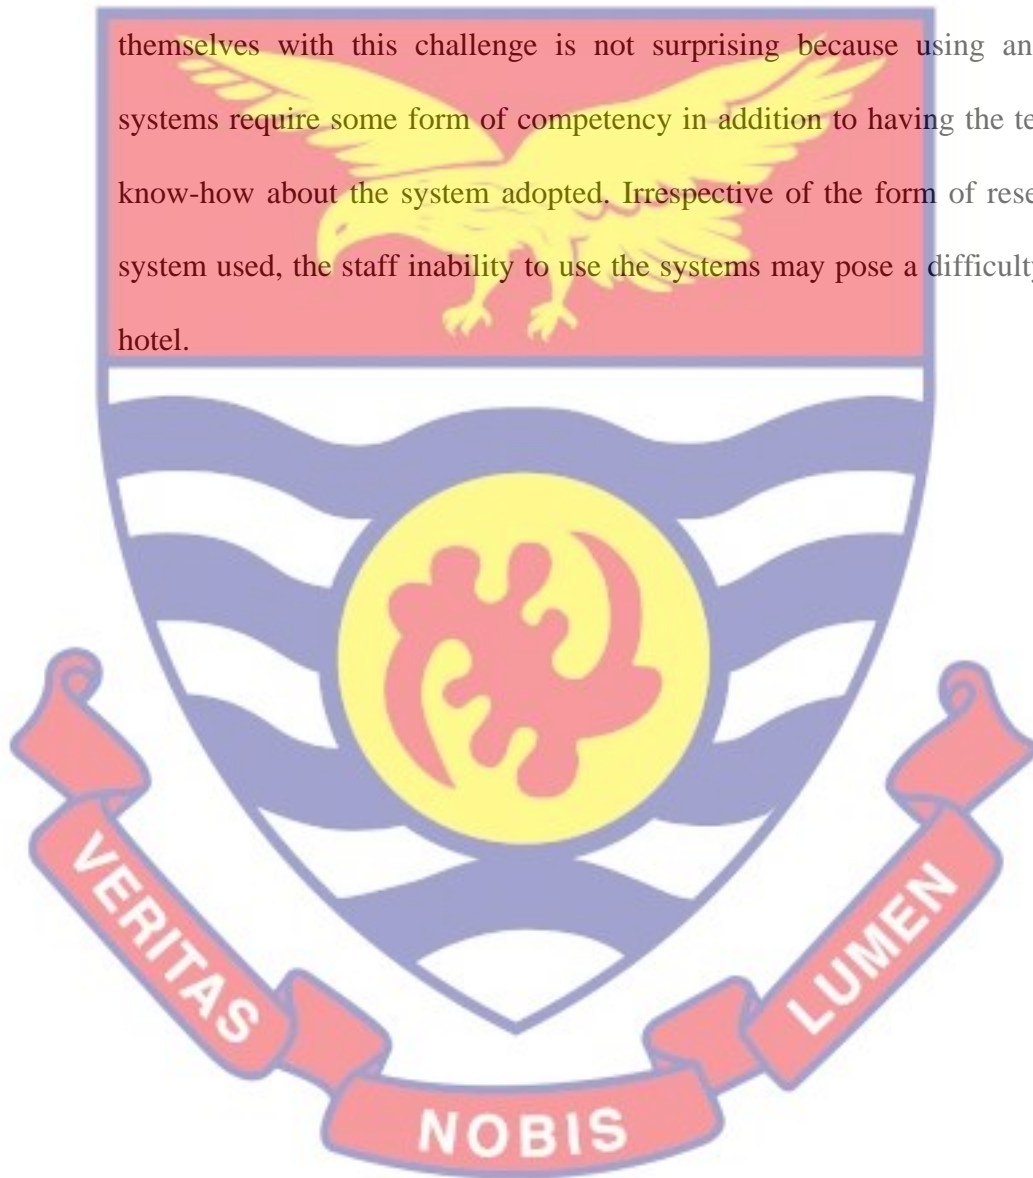 themselves with this challenge is not surprising because using an
systems require some form of competency in addition to having the te
know-how about the system adopted. Irrespective of the form of rese
system used, the staff inability to use the systems may pose a difficulty
hotel.
VERITAS
NOBIS
LUMEN